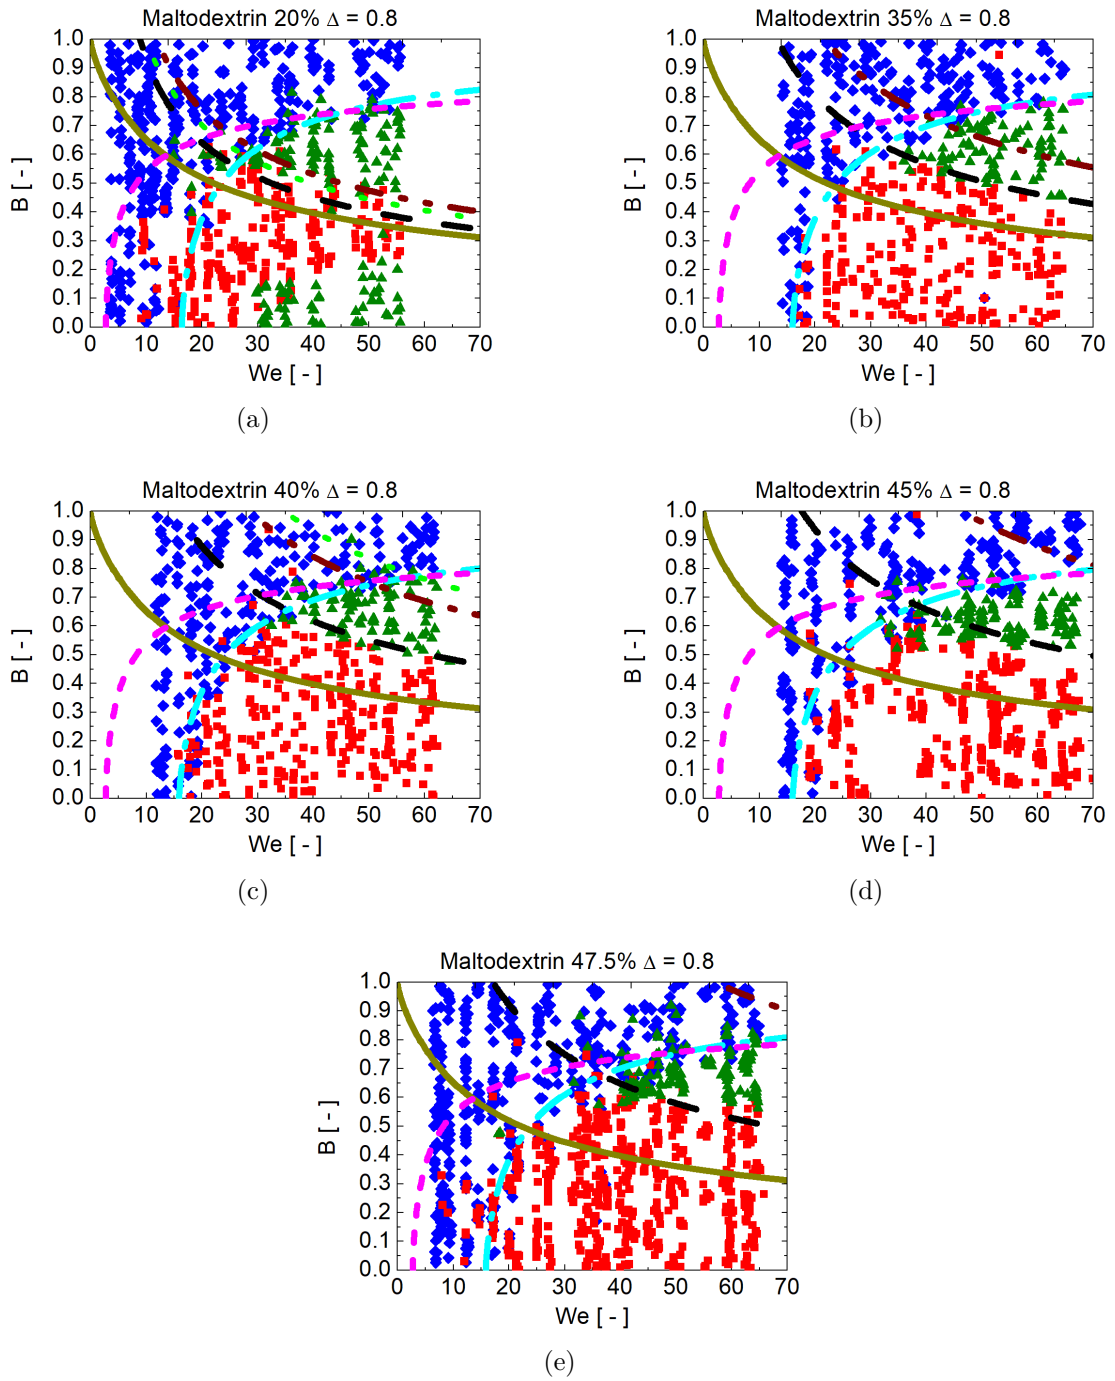 Maltodextrin 20% Δ = 0.8
1.0
0.9
0.8
0.7
0.6
0.5
0.4
0.3
0.2
0.1
0.0
B [ - ]
0 10 20 30 40 50 60 70
We [ - ]
(a)
Maltodextrin 35% Δ = 0.8
1.0
0.9
0.8
0.7
0.6
0.5
0.4
0.3
0.2
0.1
0.0
B [ - ]
0 10 20 30 40 50 60 70
We [ - ]
(b)
Maltodextrin 40% Δ = 0.8
1.0
0.9
0.8
0.7
0.6
0.5
0.4
0.3
0.2
0.1
0.0
B [ - ]
0 10 20 30 40 50 60 70
We [ - ]
(c)
Maltodextrin 45% Δ = 0.8
1.0
0.9
0.8
0.7
0.6
0.5
0.4
0.3
0.2
0.1
0.0
B [ - ]
0 10 20 30 40 50 60 70
We [ - ]
(d)
Maltodextrin 47.5% Δ = 0.8
1.0
0.9
0.8
0.7
0.6
0.5
0.4
0.3
0.2
0.1
0.0
B [ - ]
0 10 20 30 40 50 60 70
We [ - ]
(e)